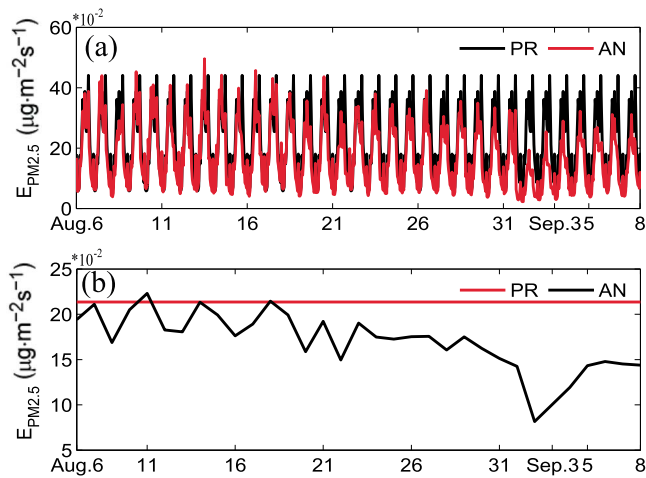 *10⁻²
60
(a)
PR AN
40
20
0
E_PM2.5 (μg·m⁻²s⁻¹)
Aug.6 11 16 21 26 31 Sep.3 5 8
*10⁻²
25
(b)
PR AN
20
15
10
5
E_PM2.5 (μg·m⁻²s⁻¹)
Aug.6 11 16 21 26 31 Sep.3 5 8